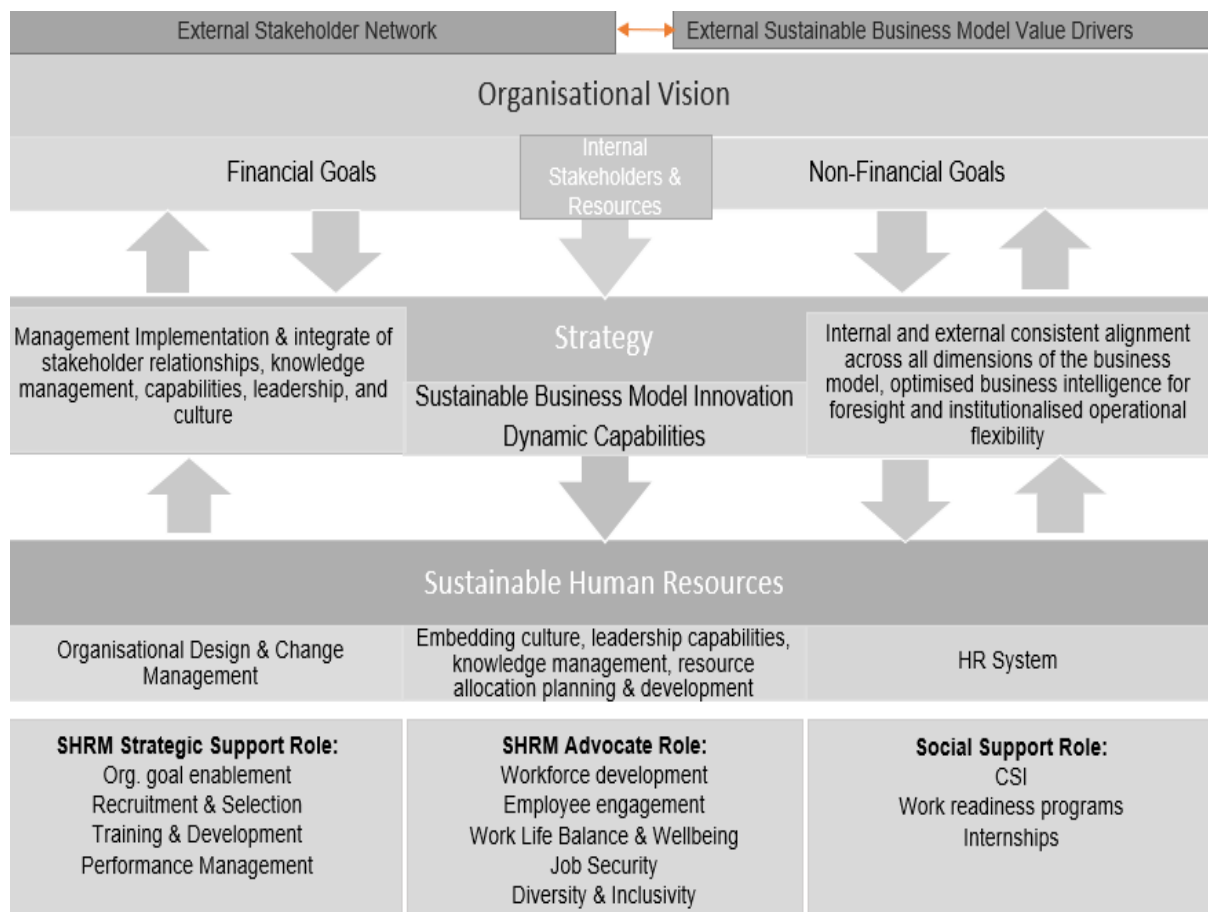 External Stakeholder Network
External Sustainable Business Model Value Drivers
Organisational Vision
Financial Goals
Internal
Stakeholders &
Resources
Non-Financial Goals
Management Implementation & integrate of
stakeholder relationships, knowledge
management, capabilities, leadership, and
culture
Strategy
Sustainable Business Model Innovation
Dynamic Capabilities
Internal and external consistent alignment
across all dimensions of the business
model, optimised business intelligence for
foresight and institutionalised operational
flexibility
Sustainable Human Resources
Organisational Design & Change
Management
Embedding culture, leadership capabilities,
knowledge management, resource
allocation planning & development
HR System
SHRM Strategic Support Role:
Org. goal enablement
Recruitment & Selection
Training & Development
Performance Management
SHRM Advocate Role:
Workforce development
Employee engagement
Work Life Balance & Wellbeing
Job Security
Diversity & Inclusivity
Social Support Role:
CSI
Work readiness programs
Internships